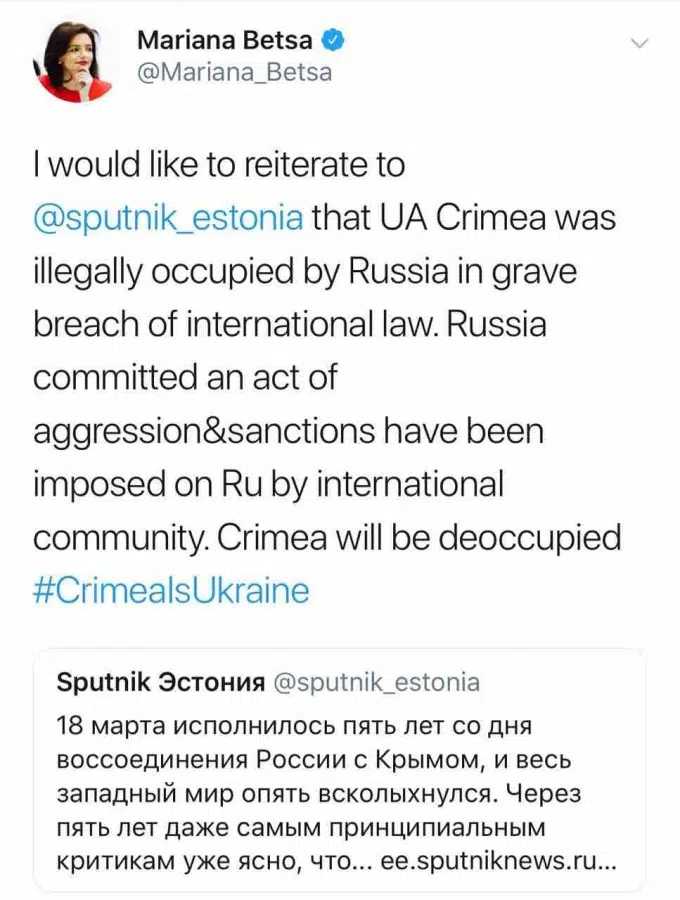 Mariana Betsa
@Mariana_Betsa
I would like to reiterate to
@sputnik_estonia that UA Crimea was
illegally occupied by Russia in grave
breach of international law. Russia
committed an act of
aggression&sanctions have been
imposed on Ru by international
community. Crimea will be deoccupied
#CrimeaIsUkraine
Sputnik Эстония @sputnik_estonia
18 марта исполнилось пять лет со дня
воссоединения России с Крымом, и весь
западный мир опять всколыхнулся. Через
пять лет даже самым принципиальным
критикам уже ясно, что... ee.sputniknews.ru...